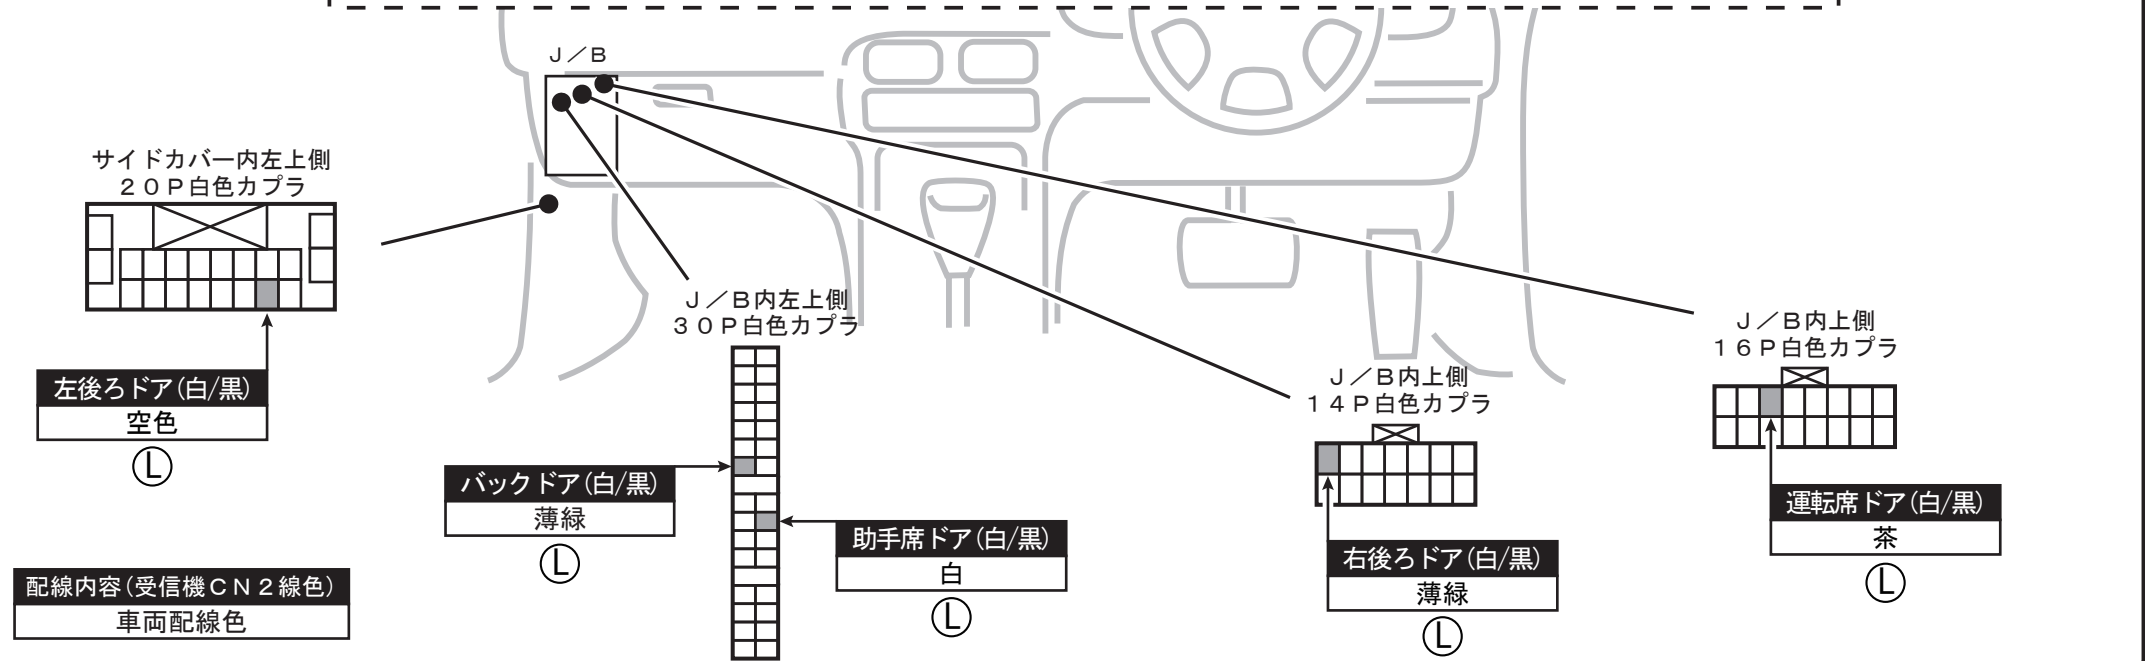 Ｊ／Ｂ
サイドカバー内左上側
２０Ｐ白色カプラ
左後ろドア(白/黒)
空色
Ⓛ
Ｊ／Ｂ内左上側
３０Ｐ白色カプラ
バックドア(白/黒)
薄緑
Ⓛ
助手席ドア(白/黒)
白
Ⓛ
Ｊ／Ｂ内上側
１４Ｐ白色カプラ
右後ろドア(白/黒)
薄緑
Ⓛ
Ｊ／Ｂ内上側
１６Ｐ白色カプラ
運転席ドア(白/黒)
茶
Ⓛ
配線内容(受信機ＣＮ２線色)
車両配線色